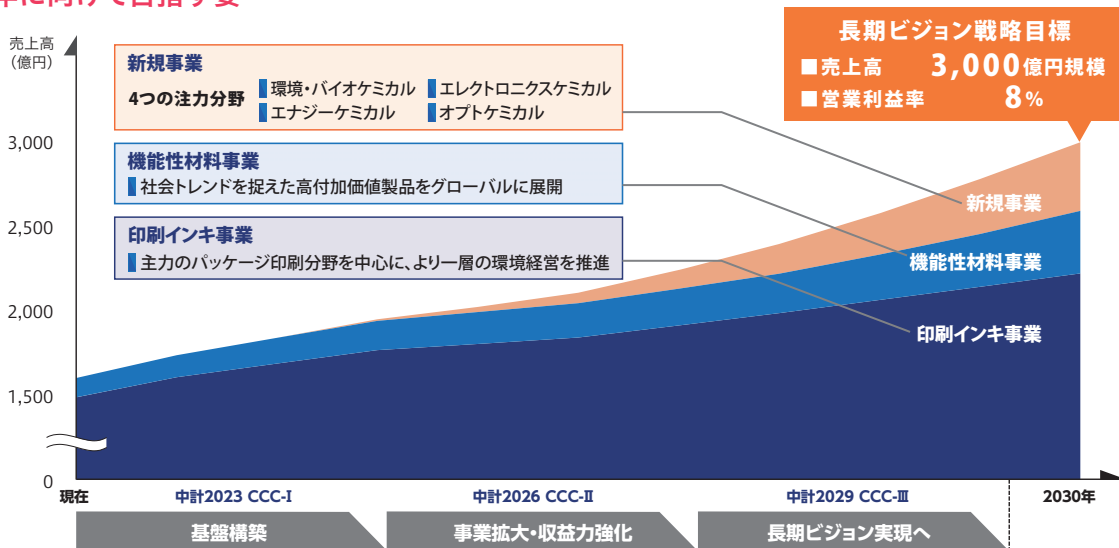 年に向けて目指す姿
売上高
(億円)
長期ビジョン戦略目標
■売上高 3,000億円規模
■営業利益率 8%
新規事業
4つの注力分野
環境・バイオケミカル エレクトロニクスケミカル
エナジーケミカル オプトケミカル
機能性材料事業
社会トレンドを捉えた高付加価値製品をグローバルに展開
印刷インキ事業
主力のパッケージ印刷分野を中心に、より一層の環境経営を推進
3,000
2,500
2,000
1,500
0
新規事業
機能性材料事業
印刷インキ事業
現在 中計2023 CCC-Ⅰ 中計2026 CCC-Ⅱ 中計2029 CCC-Ⅲ 2030年
基盤構築 事業拡大・収益力強化 長期ビジョン実現へ